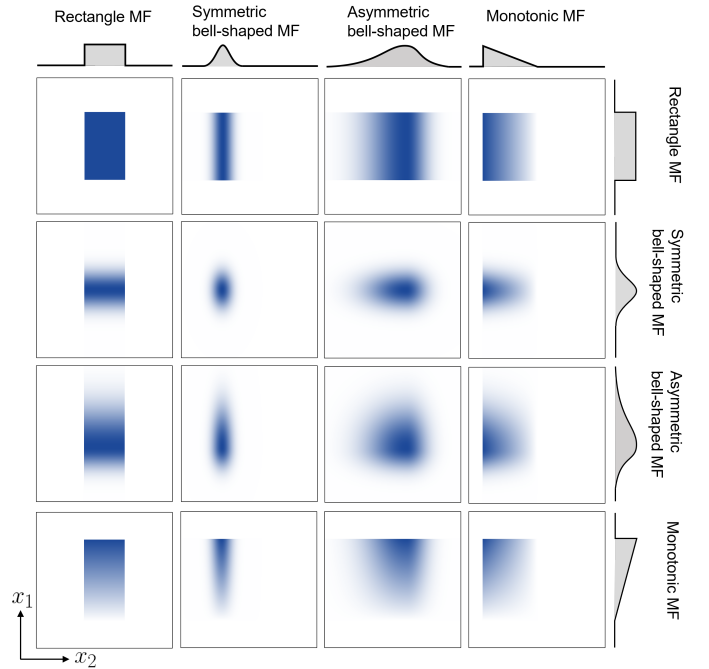 Rectangle MF
Symmetric
bell-shaped MF
Asymmetric
bell-shaped MF
Monotonic MF
Rectangle MF
Symmetric
bell-shaped MF
Asymmetric
bell-shaped MF
Monotonic MF
x₁
x₂